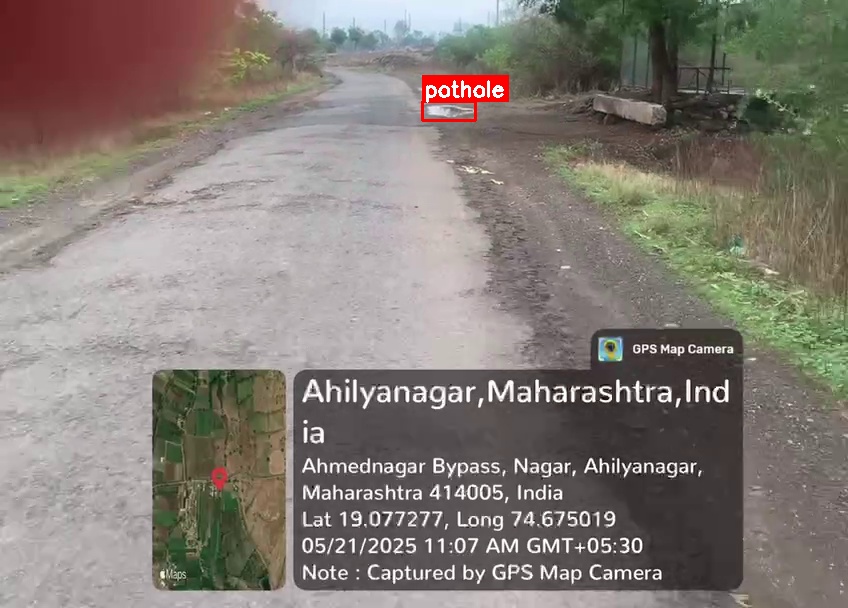 pothole
GPS Map Camera
Ahilyanagar,Maharashtra,Ind
ia
Ahmednagar Bypass, Nagar, Ahilyanagar,
Maharashtra 414005, India
Lat 19.077277, Long 74.675019
05/21/2025 11:07 AM GMT+05:30
Note : Captured by GPS Map Camera
Maps